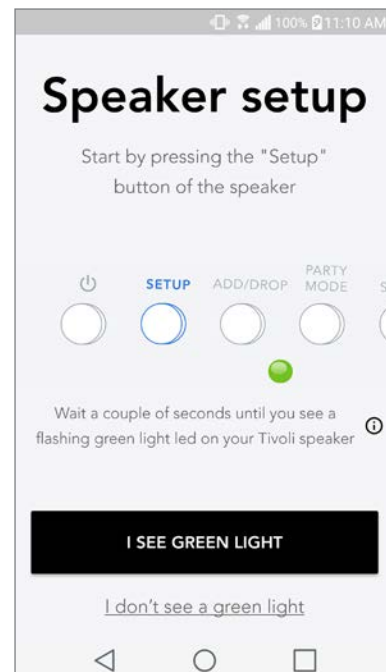 100% 11:10 AM
Speaker setup
Start by pressing the "Setup"
button of the speaker
SETUP ADD/DROP PARTY MODE S
Wait a couple of seconds until you see a
flashing green light led on your Tivoli speaker
I SEE GREEN LIGHT
I don't see a green light